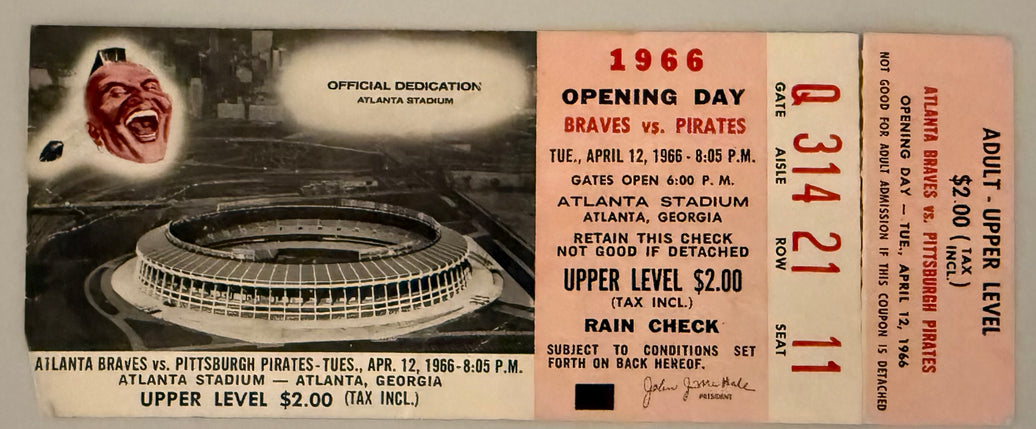 OFFICIAL DEDICATION
ATLANTA STADIUM
ATLANTA BRAVES vs. PITTSBURGH PIRATES-TUES., APR. 12, 1966-8:05 P.M.
ATLANTA STADIUM — ATLANTA, GEORGIA
UPPER LEVEL $2.00 (TAX INCL.)
1966
OPENING DAY
BRAVES vs. PIRATES
TUE., APRIL 12, 1966 - 8:05 P.M.
GATES OPEN 6:00 P. M.
ATLANTA STADIUM
ATLANTA, GEORGIA
RETAIN THIS CHECK
NOT GOOD IF DETACHED
UPPER LEVEL $2.00
(TAX INCL.)
RAIN CHECK
SUBJECT TO CONDITIONS SET
FORTH ON BACK HEREOF.
John J. McHale
PRESIDENT
Q 314 21 11
GATE AISLE ROW SEAT
ADULT - UPPER LEVEL
$2.00 (TAX INCL.)
ATLANTA BRAVES vs. PITTSBURGH PIRATES
OPENING DAY — TUE., APRIL 12, 1966
NOT GOOD FOR ADULT ADMISSION IF THIS COUPON IS DETACHED